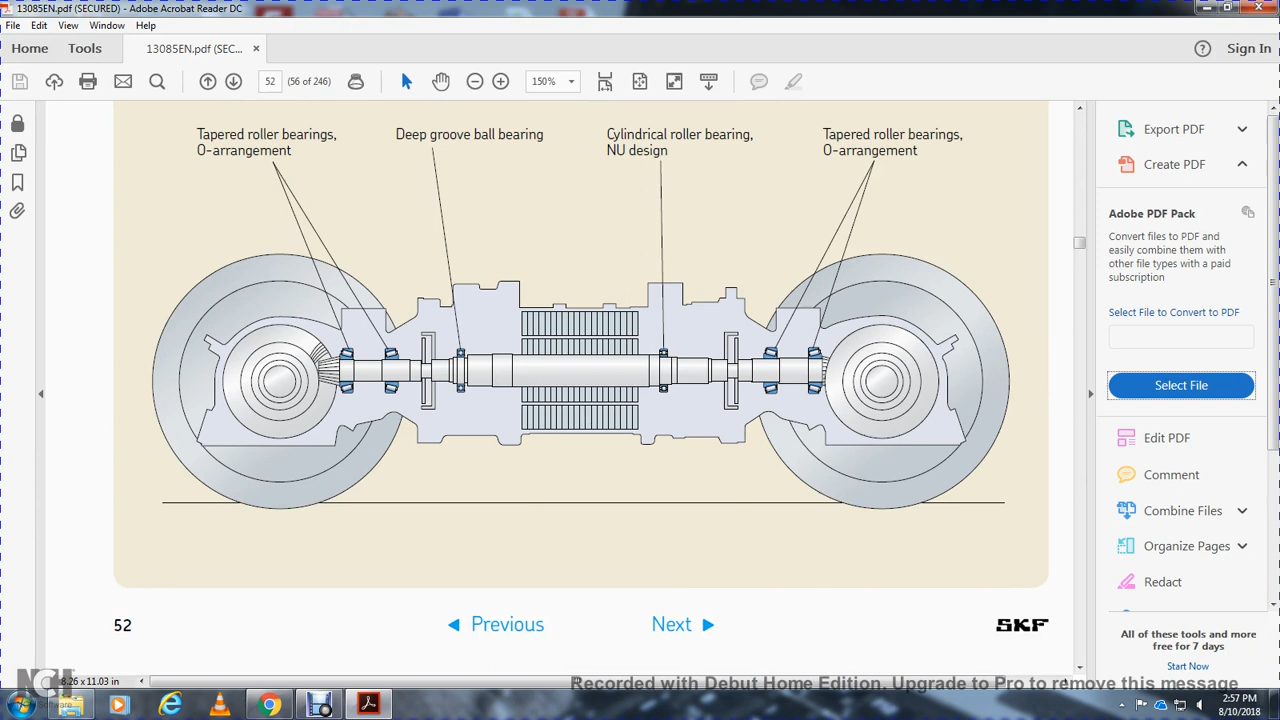 13085EN.pdf (SECURED) - Adobe Acrobat Reader DC
File Edit View Window Help
Home Tools 13085EN.pdf (SEC... × Sign In
52 (56 of 246) 150%
Tapered roller bearings,
O-arrangement
Deep groove ball bearing
Cylindrical roller bearing,
NU design
Tapered roller bearings,
O-arrangement
52
Previous
Next
SKF
8.26 x 11.03 in
Export PDF
Create PDF
Adobe PDF Pack
Convert files to PDF and
easily combine them with
other file types with a paid
subscription
Select File to Convert to PDF
Select File
Edit PDF
Comment
Combine Files
Organize Pages
Redact
All of these tools and more
free for 7 days
Start Now
NCH
Software
Recorded with Debut Home Edition. Upgrade to Pro to remove this message
2:57 PM
8/10/2018